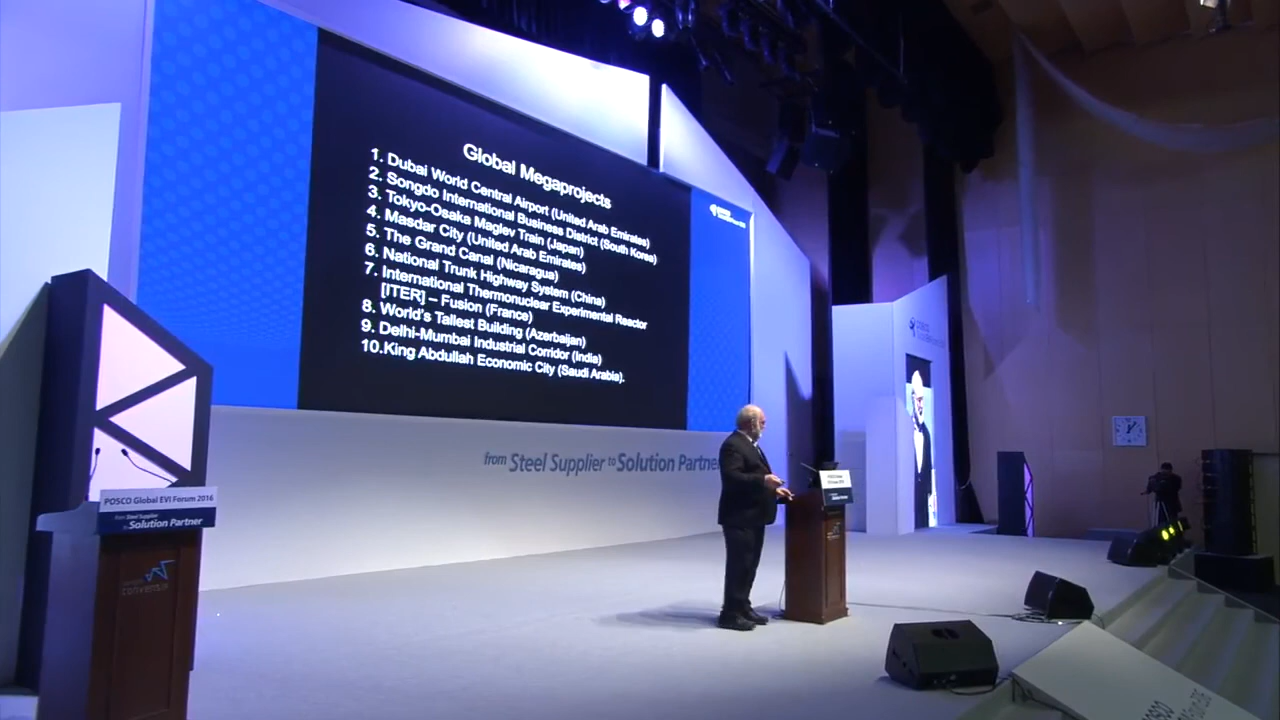 Global Megaprojects
1. Dubai World Central Airport (United Arab Emirates)
2. Songdo International Business District (South Korea)
3. Tokyo-Osaka Maglev Train (Japan)
4. Masdar City (United Arab Emirates)
5. The Grand Canal (Nicaragua)
6. National Trunk Highway System (China)
7. International Thermonuclear Experimental Reactor
[ITER] – Fusion (France)
8. World's Tallest Building (Azerbaijan)
9. Delhi-Mumbai Industrial Corridor (India)
10.King Abdullah Economic City (Saudi Arabia).
from Steel Supplier to Solution Partner
POSCO Global EVI Forum 2016
from Steel Supplier
to Solution Partner
convensia
posco
POSCO